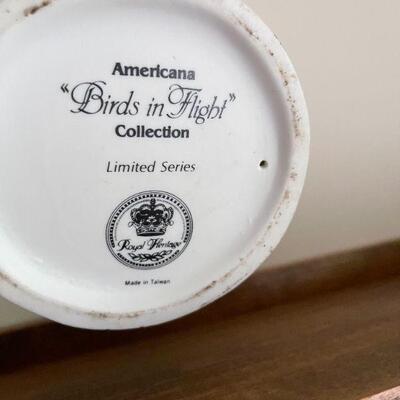 Americana
"Birds in Flight"
Collection
Limited Series
Royal Heritage
Made in Taiwan